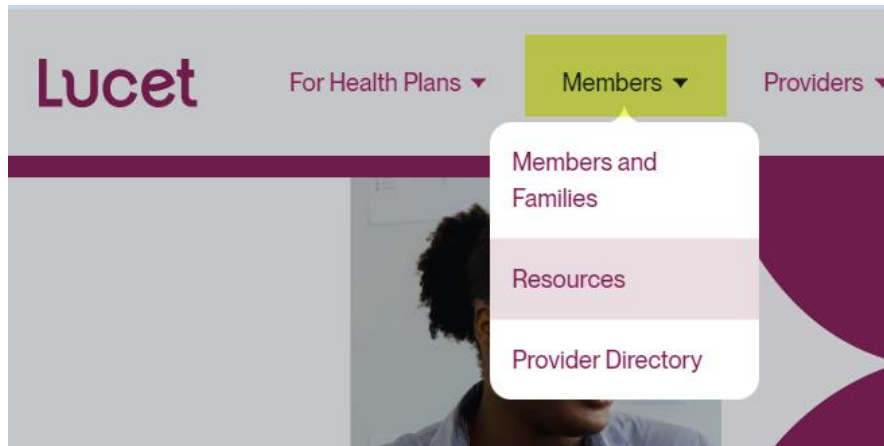 Lucet
For Health Plans
Members
Providers
Members and
Families
Resources
Provider Directory